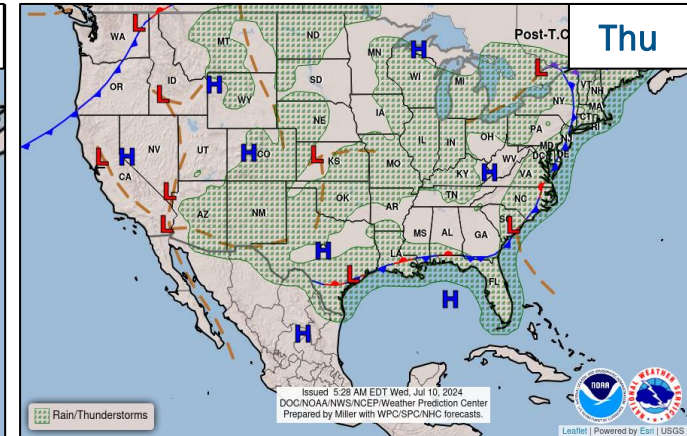 Thu
Post-T.C
WA
MT
ND
MN
OR
ID
WY
SD
WI
MI
NY
VT
NH
MA
CT
RI
NV
UT
CO
NE
IA
IL
IN
OH
PA
NJ
MD
DE
DC
WV
VA
CA
KS
MO
KY
AZ
NM
OK
AR
TN
NC
SC
MS
AL
GA
LA
FL
L
L
L
L
L
L
L
L
L
H
H
H
H
H
H
H
H
Rain/Thunderstorms
Issued 5:28 AM EDT Wed, Jul 10, 2024
DOC/NOAA/NWS/NCEP/Weather Prediction Center
Prepared by Miller with WPC/SPC/NHC forecasts.
NOAA
NATIONAL WEATHER SERVICE
Leaflet | Powered by Esri | USGS